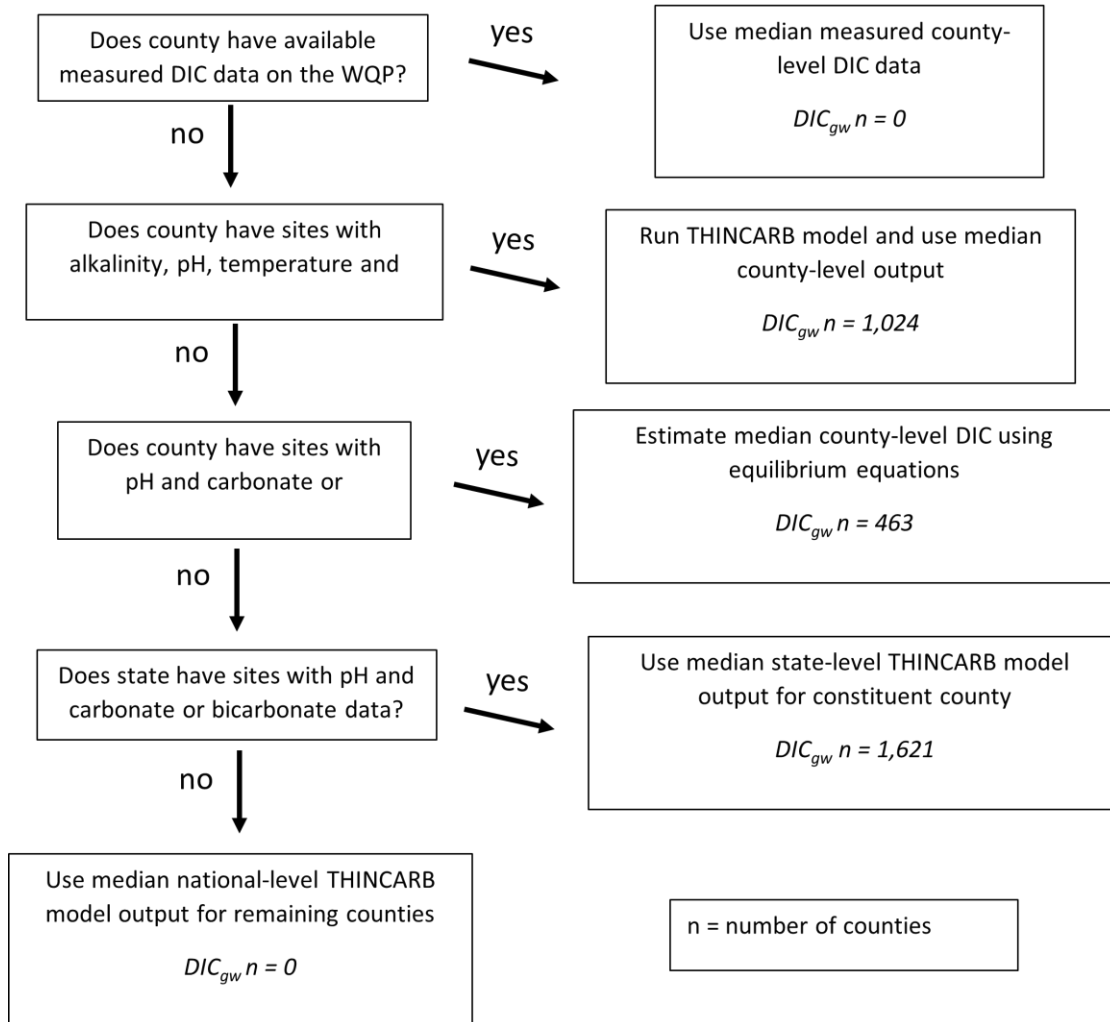 Does county have available
measured DIC data on the WQP?
yes
Use median measured county-
level DIC data
DICgw n = 0
no
Does county have sites with
alkalinity, pH, temperature and
yes
Run THINCARB model and use median
county-level output
DICgw n = 1,024
no
Does county have sites with
pH and carbonate or
yes
Estimate median county-level DIC using
equilibrium equations
DICgw n = 463
no
Does state have sites with pH and
carbonate or bicarbonate data?
yes
Use median state-level THINCARB model
output for constituent county
DICgw n = 1,621
no
Use median national-level THINCARB
model output for remaining counties
DICgw n = 0
n = number of counties